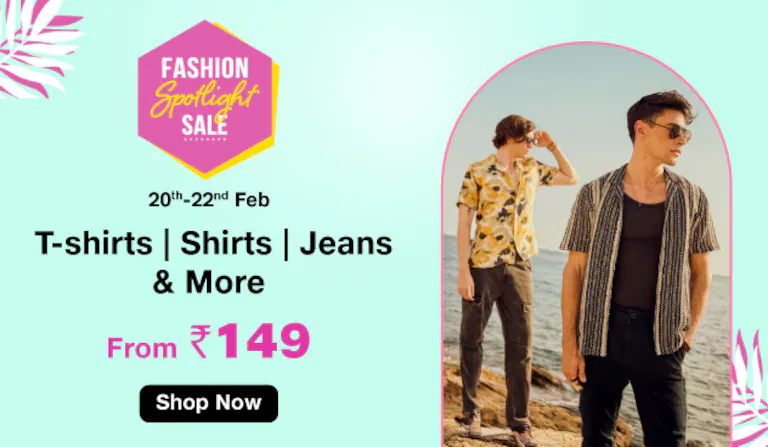 FASHION
Spotlight
SALE
20th-22nd Feb
T-shirts | Shirts | Jeans
& More
From ₹149
Shop Now